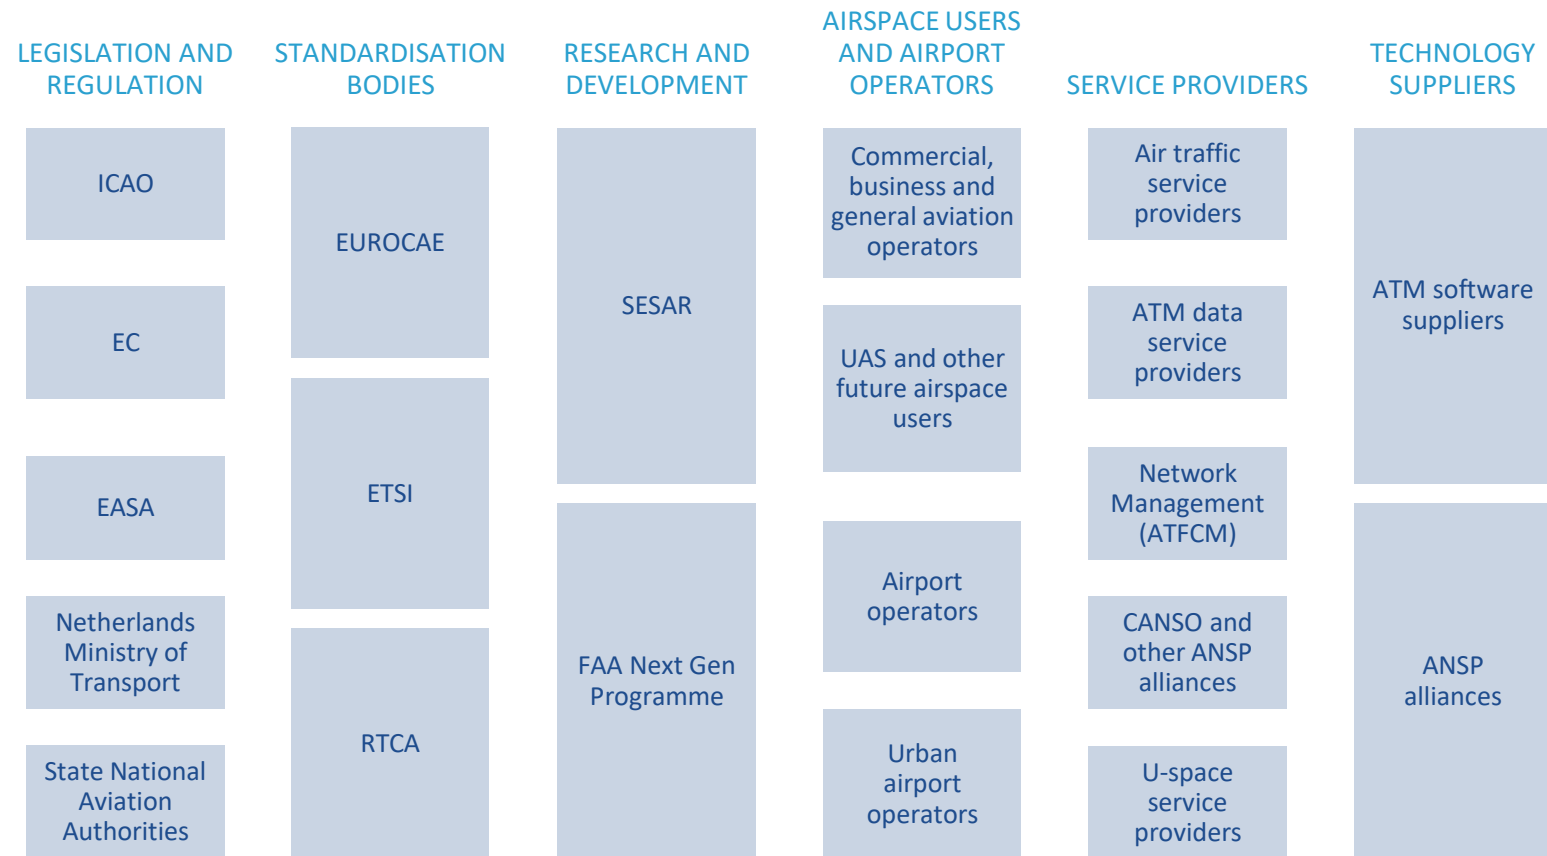 LEGISLATION AND
REGULATION
ICAO
EC
EASA
Netherlands
Ministry of
Transport
State National
Aviation
Authorities
STANDARDISATION
BODIES
EUROCAE
ETSI
RTCA
RESEARCH AND
DEVELOPMENT
SESAR
FAA Next Gen
Programme
AIRSPACE USERS
AND AIRPORT
OPERATORS
Commercial,
business and
general aviation
operators
UAS and other
future airspace
users
Airport
operators
Urban
airport
operators
SERVICE PROVIDERS
Air traffic
service
providers
ATM data
service
providers
Network
Management
(ATFCM)
CANSO and
other ANSP
alliances
U-space
service
providers
TECHNOLOGY
SUPPLIERS
ATM software
suppliers
ANSP
alliances